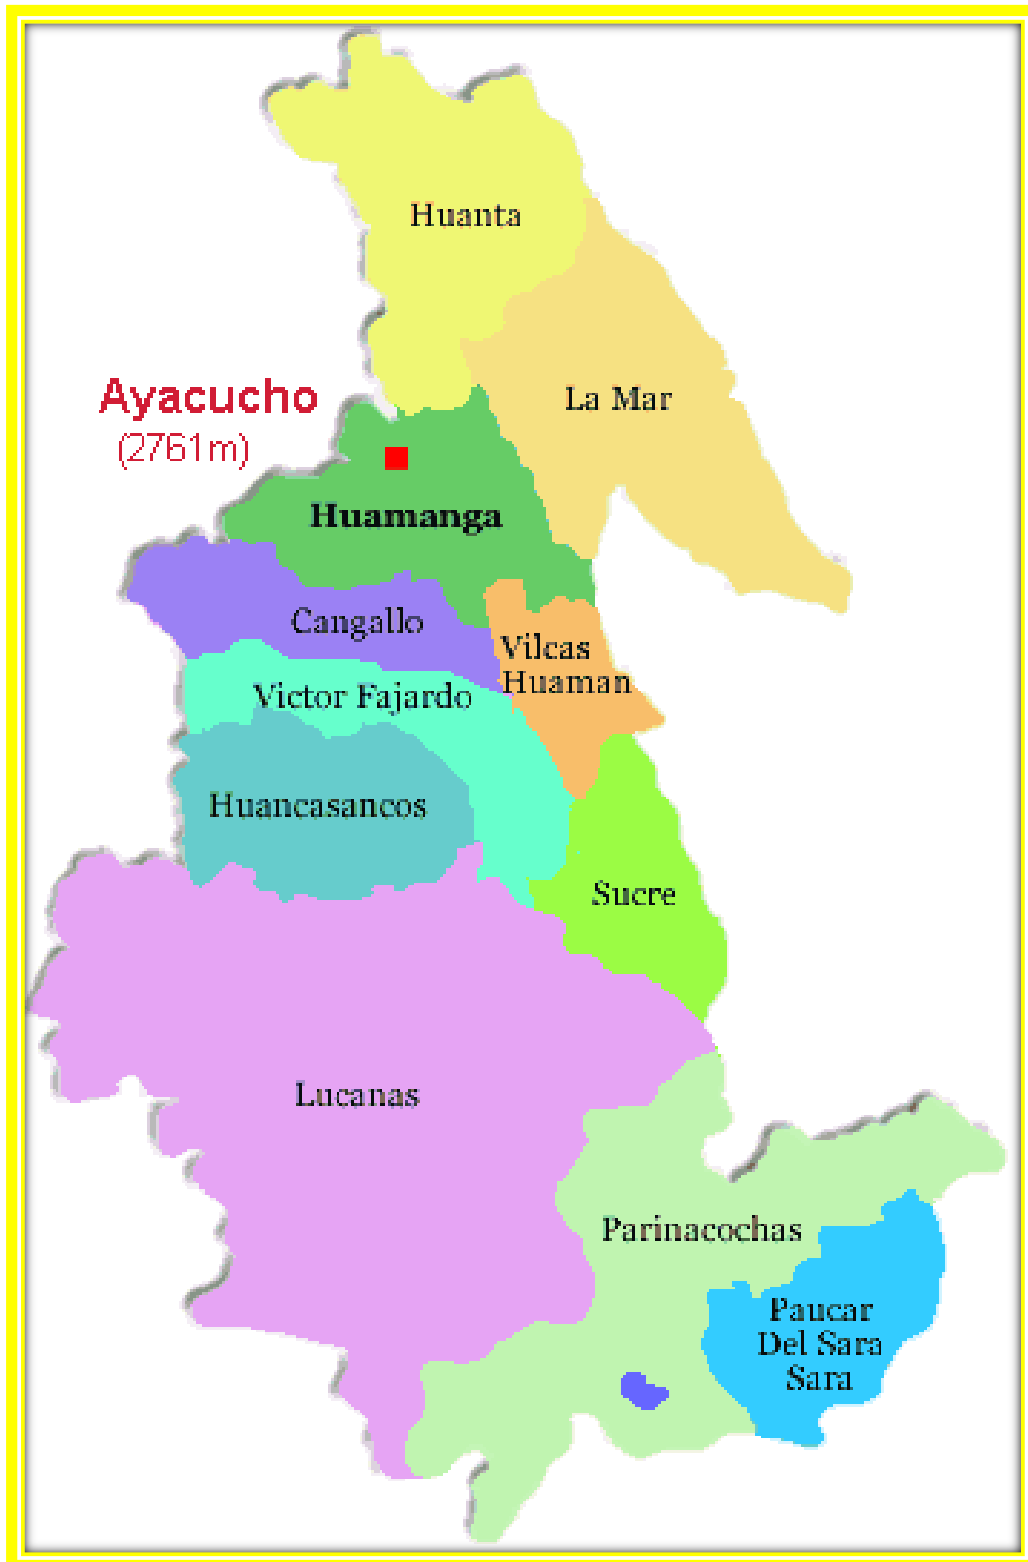 Huanta
Ayacucho
(2761m)
La Mar
Huamanga
Cangallo
Vilcas
Huaman
Victor Fajardo
Huancasancos
Sucre
Lucanas
Parinacochas
Paucar
Del Sara
Sara